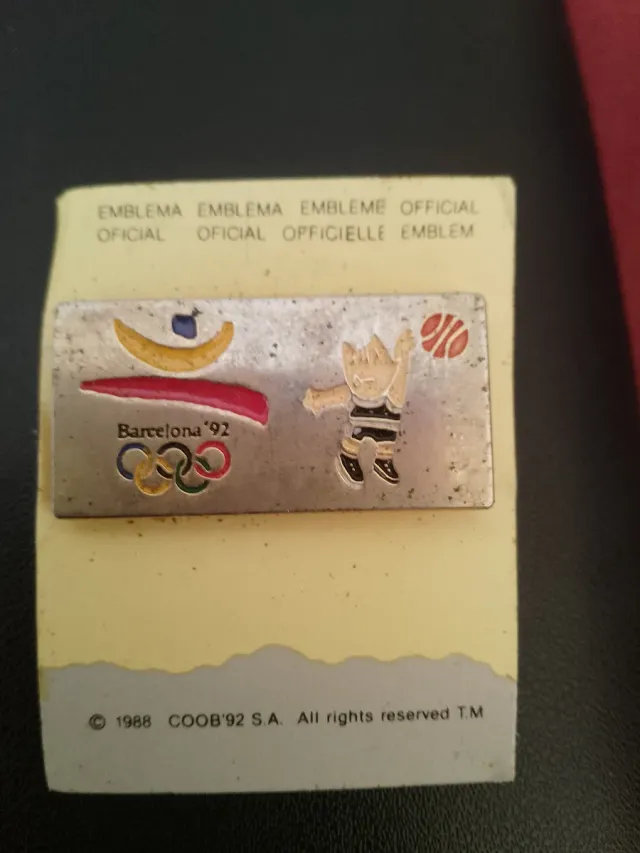 EMBLEMA EMBLEMA EMBLEME OFFICIAL
OFICIAL OFICIAL OFFICIELLE EMBLEM
Barcelona '92
© 1988 COOB'92 S.A. All rights reserved T.M